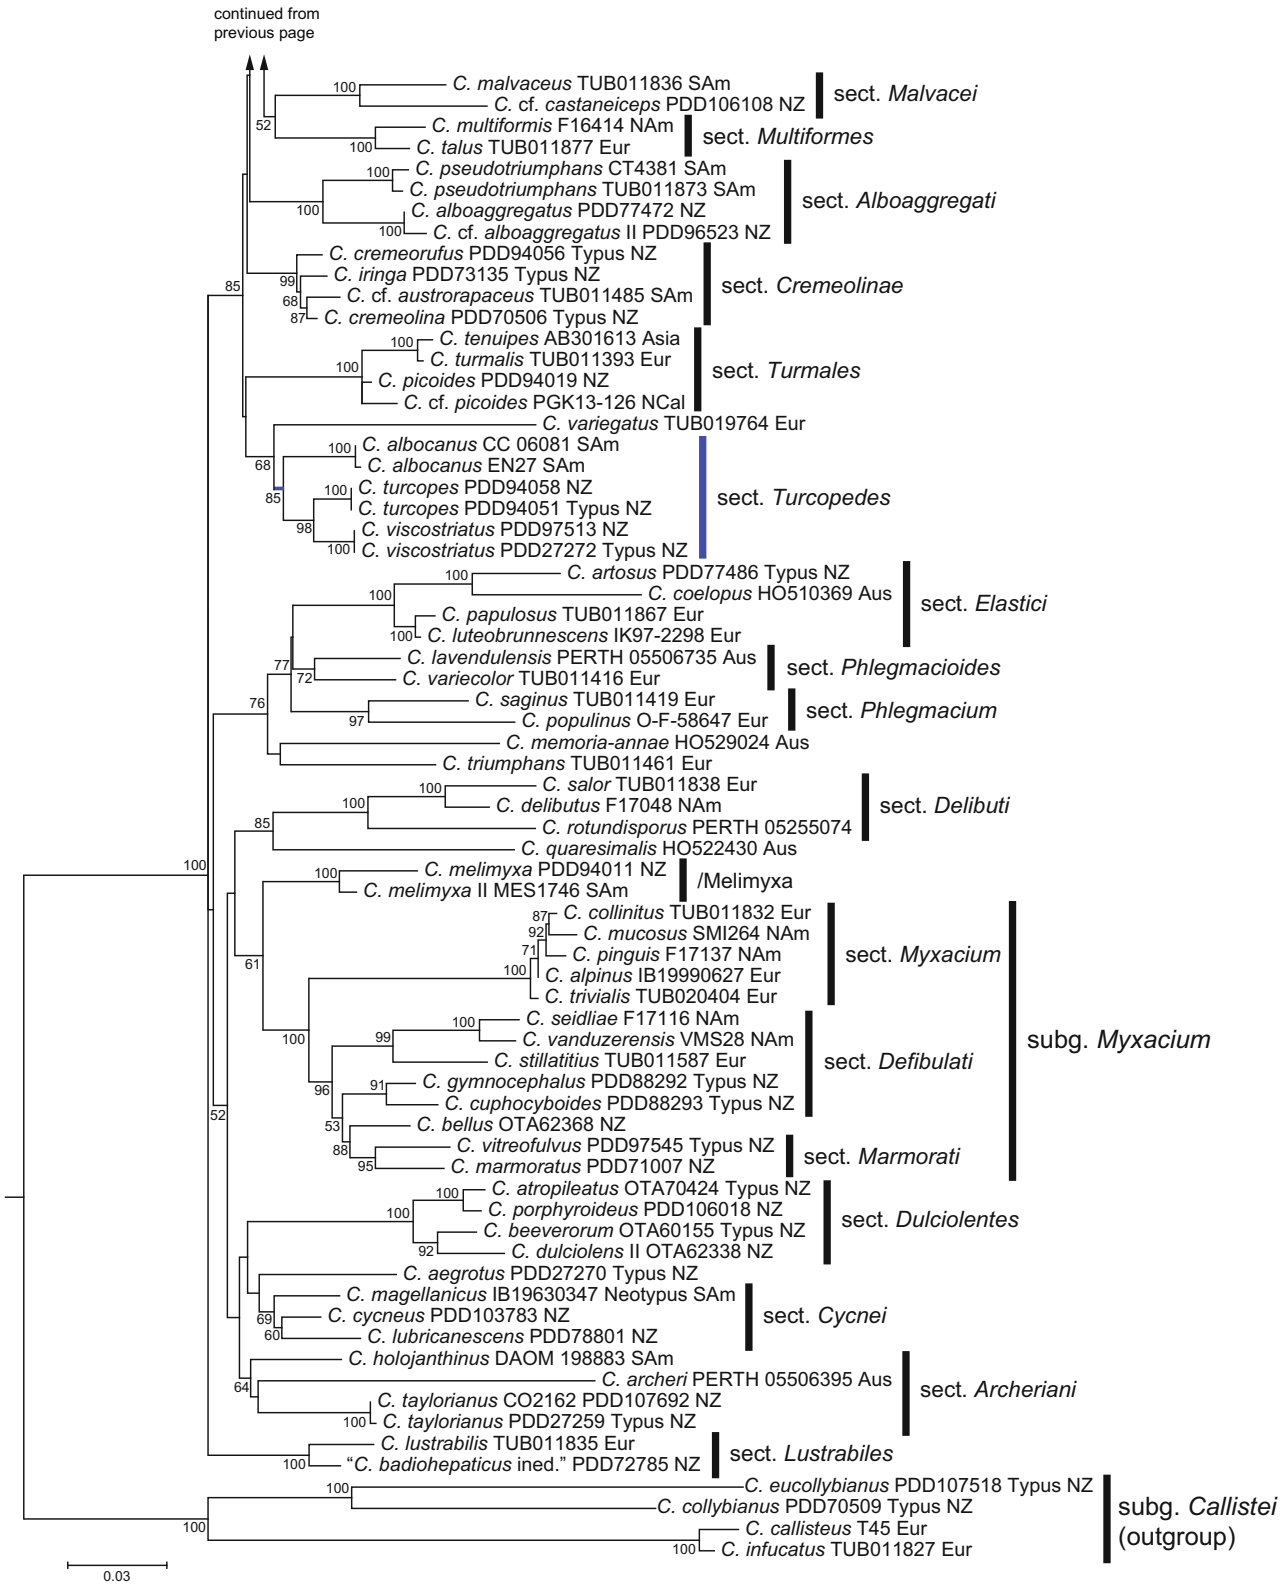 continued from
previous page
100
C. malvaceus TUB011836 SAm
C. cf. castaneiceps PDD106108 NZ
sect. Malvacei
52
C. multiformis F16414 NAm
100
C. talus TUB011877 Eur
sect. Multiformes
100
C. pseudotriumphans CT4381 SAm
C. pseudotriumphans TUB011873 SAm
100
C. alboaggregatus PDD77472 NZ
100
C. cf. alboaggregatus II PDD96523 NZ
sect. Alboaggregati
C. cremeorufus PDD94056 Typus NZ
99
C. iringa PDD73135 Typus NZ
85
68
C. cf. austrorapaceus TUB011485 SAm
87
C. cremeolina PDD70506 Typus NZ
sect. Cremeolinae
100
C. tenuipes AB301613 Asia
C. turmalis TUB011393 Eur
100
C. picoides PDD94019 NZ
C. cf. picoides PGK13-126 NCal
sect. Turmales
C. variegatus TUB019764 Eur
100
C. albocanus CC 06081 SAm
68
C. albocanus EN27 SAm
85
100
C. turcopes PDD94058 NZ
C. turcopes PDD94051 Typus NZ
98
C. viscostriatus PDD97513 NZ
100
C. viscostriatus PDD27272 Typus NZ
sect. Turcopedes
100
C. artosus PDD77486 Typus NZ
C. coelopus HO510369 Aus
100
C. papulosus TUB011867 Eur
100
C. luteobrunnescens IK97-2298 Eur
sect. Elastici
77
C. lavendulensis PERTH 05506735 Aus
72
C. variecolor TUB011416 Eur
sect. Phlegmacioides
76
C. saginus TUB011419 Eur
97
C. populinus O-F-58647 Eur
sect. Phlegmacium
C. memoria-annae HO529024 Aus
C. triumphans TUB011461 Eur
100
C. salor TUB011838 Eur
100
C. delibutus F17048 NAm
85
C. rotundisporus PERTH 05255074
sect. Delibuti
C. quaresimalis HO522430 Aus
100
100
C. melimyxa PDD94011 NZ
C. melimyxa II MES1746 SAm
/Melimyxa
87
C. collinitus TUB011832 Eur
92
C. mucosus SMI264 NAm
71
C. pinguis F17137 NAm
100
C. alpinus IB19990627 Eur
C. trivialis TUB020404 Eur
sect. Myxacium
61
100
100
C. seidliae F17116 NAm
99
C. vanduzerensis VMS28 NAm
C. stillatitius TUB011587 Eur
96
91
C. gymnocephalus PDD88292 Typus NZ
C. cuphocyboides PDD88293 Typus NZ
sect. Defibulati
subg. Myxacium
52
53
C. bellus OTA62368 NZ
88
C. vitreofulvus PDD97545 Typus NZ
95
C. marmoratus PDD71007 NZ
sect. Marmorati
100
C. atropileatus OTA70424 Typus NZ
100
C. porphyroideus PDD106018 NZ
C. beeverorum OTA60155 Typus NZ
92
C. dulciolens II OTA62338 NZ
sect. Dulciolentes
C. aegrotus PDD27270 Typus NZ
C. magellanicus IB19630347 Neotypus SAm
69
C. cycneus PDD103783 NZ
60
C. lubricanescens PDD78801 NZ
sect. Cycnei
C. holojanthinus DAOM 198883 SAm
64
C. archeri PERTH 05506395 Aus
C. taylorianus CO2162 PDD107692 NZ
100
C. taylorianus PDD27259 Typus NZ
sect. Archeriani
C. lustrabilis TUB011835 Eur
100
“C. badiohepaticus ined.” PDD72785 NZ
sect. Lustrabiles
100
C. eucollybianus PDD107518 Typus NZ
C. collybianus PDD70509 Typus NZ
100
C. callisteus T45 Eur
100
C. infucatus TUB011827 Eur
subg. Callistei
(outgroup)
0.03